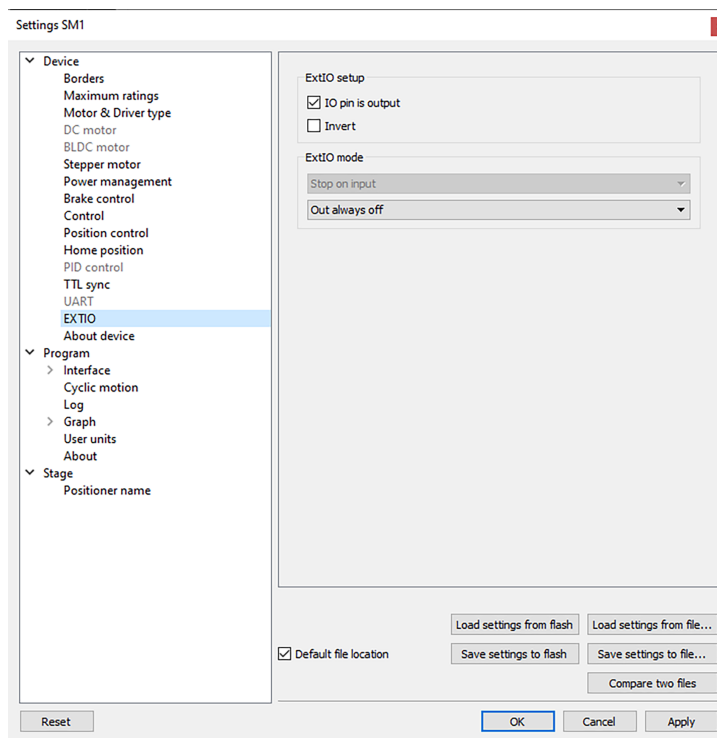 Settings SM1
Device
Borders
Maximum ratings
Motor & Driver type
DC motor
BLDC motor
Stepper motor
Power management
Brake control
Control
Position control
Home position
PID control
TTL sync
UART
EXTIO
About device
Program
Interface
Cyclic motion
Log
Graph
User units
About
Stage
Positioner name
ExtIO setup
IO pin is output
Invert
ExtIO mode
Stop on input
Out always off
Load settings from flash
Load settings from file...
Default file location
Save settings to flash
Save settings to file...
Compare two files
Reset
OK
Cancel
Apply